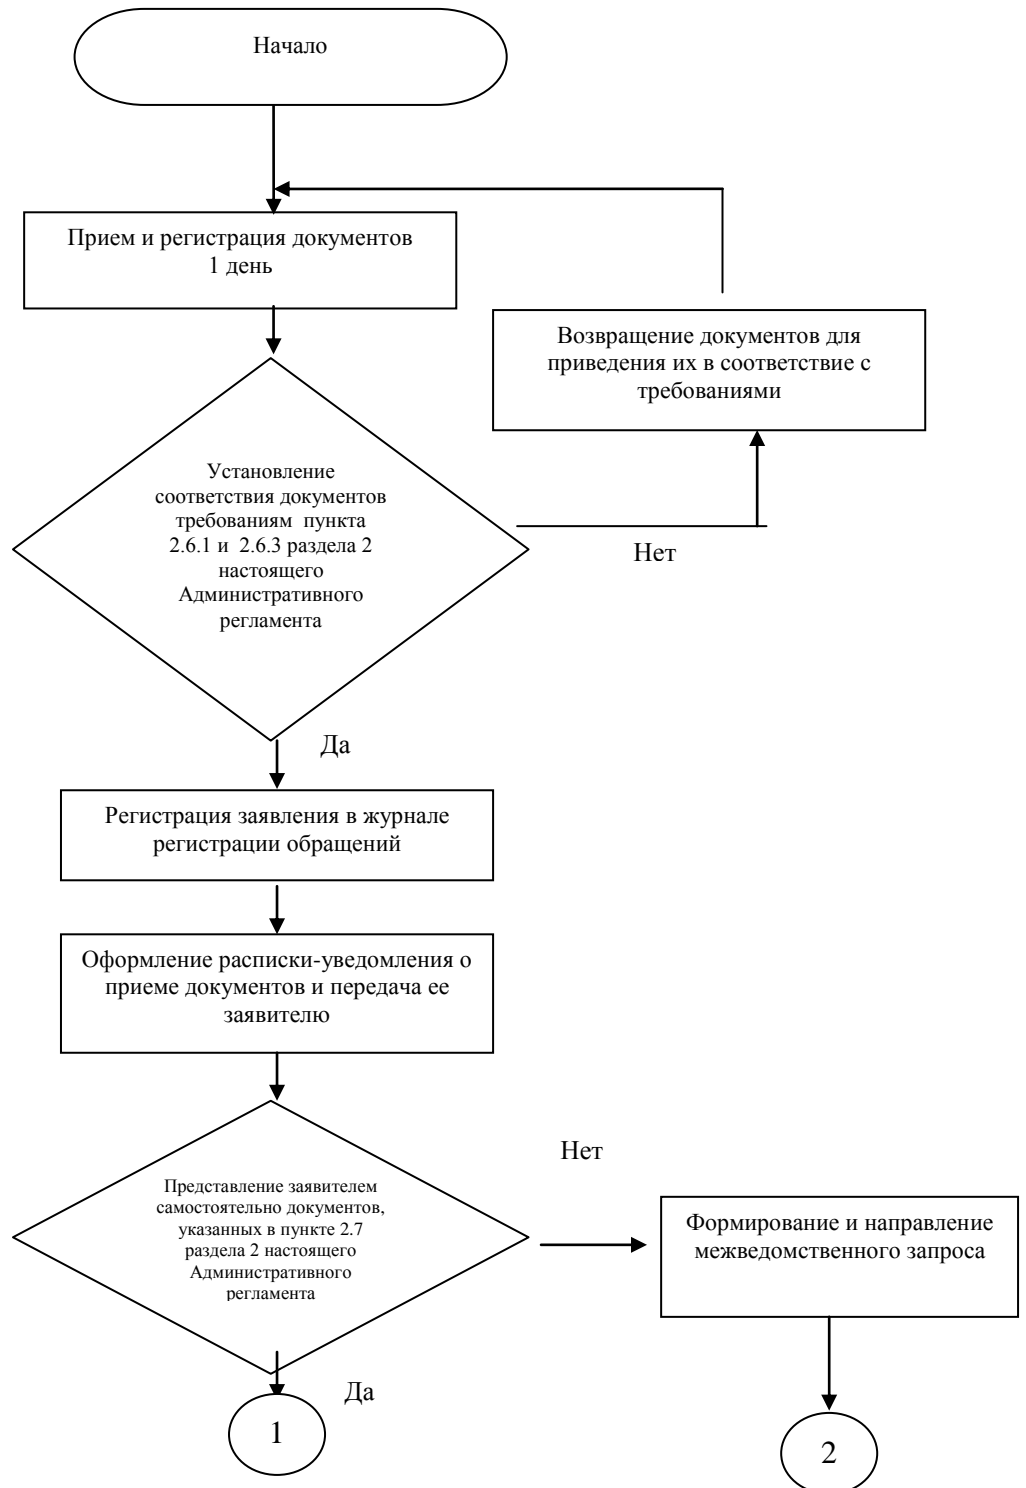 Начало
Прием и регистрация документов
1 день
Возвращение документов для
приведения их в соответствие с
требованиями
Установление
соответствия документов
требованиям пункта
2.6.1 и 2.6.3 раздела 2
настоящего
Административного
регламента
Нет
Да
Регистрация заявления в журнале
регистрации обращений
Оформление расписки-уведомления о
приеме документов и передача ее
заявителю
Нет
Представление заявителем
самостоятельно документов,
указанных в пункте 2.7
раздела 2 настоящего
Административного
регламента
Формирование и направление
межведомственного запроса
Да
1
2